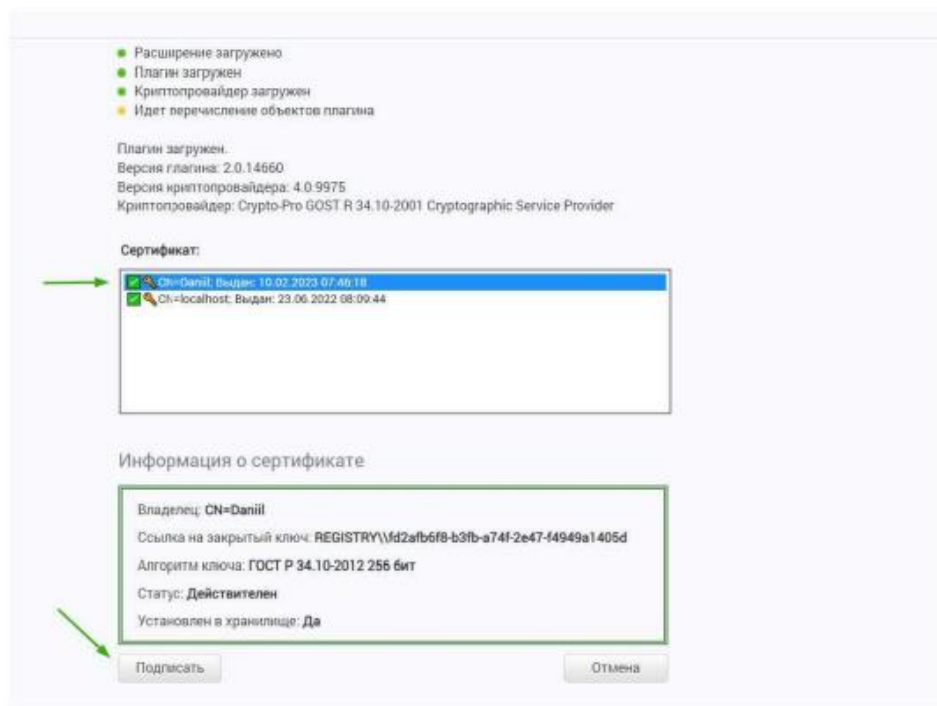 Расширение загружено
Плагин загружен
Криптопровайдер загружен
Идет перечисление объектов плагина
Плагин загружен.
Версия плагина: 2.0.14660
Версия криптопровайдера: 4.0.9975
Криптопровайдер: Crypto-Pro GOST R 34.10-2001 Cryptographic Service Provider
Сертификат:
CN=Daniil; Выдан: 10.02.2023 07:46:18
CN=localhost; Выдан: 23.06.2022 08:09:44
Информация о сертификате
Владелец: CN=Daniil
Ссылка на закрытый ключ: REGISTRY\\fd2afb6f8-b3fb-a74f-2e47-f4949a1405d
Алгоритм ключа: ГОСТ Р 34.10-2012 256 бит
Статус: Действителен
Установлен в хранилище: Да
Подписать
Отмена